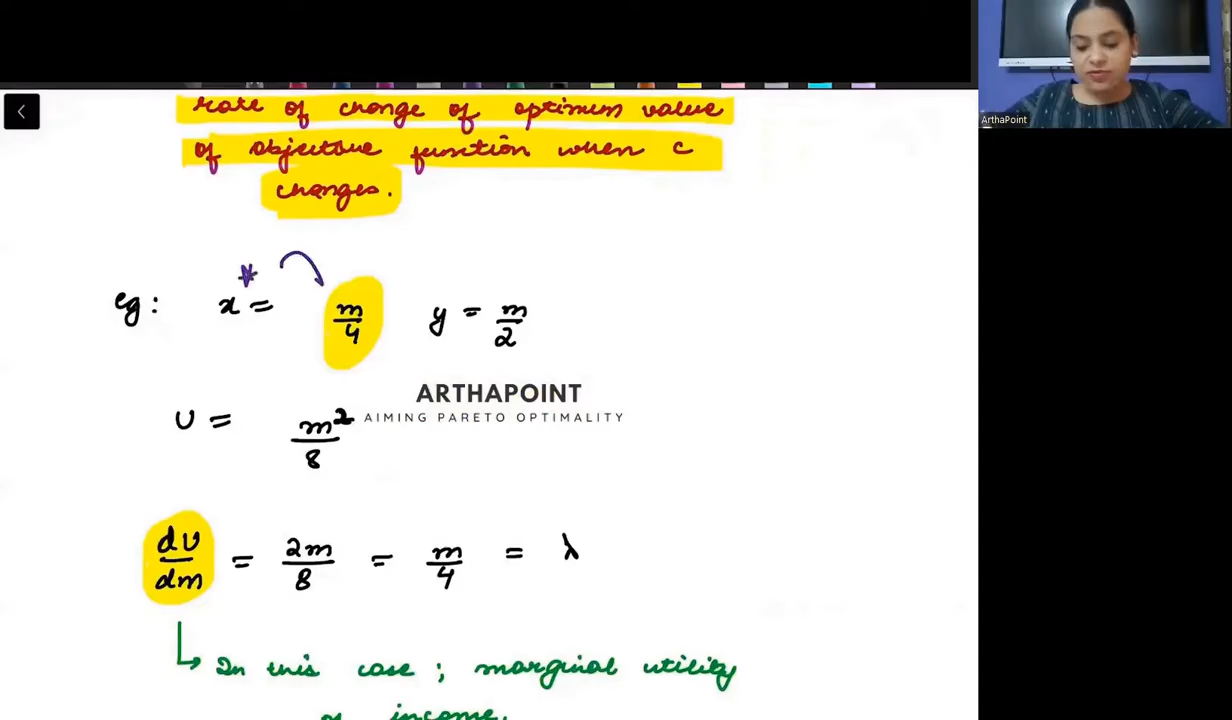 rate of change of optimum value
of objective function when c
changes.
eg: x* = m/4 y = m/2
ARTHAPOINT
AIMING PARETO OPTIMALITY
U = m²/8
dU/dm = 2m/8 = m/4 = λ
In this case ; marginal utility
of income.
ArthaPoint